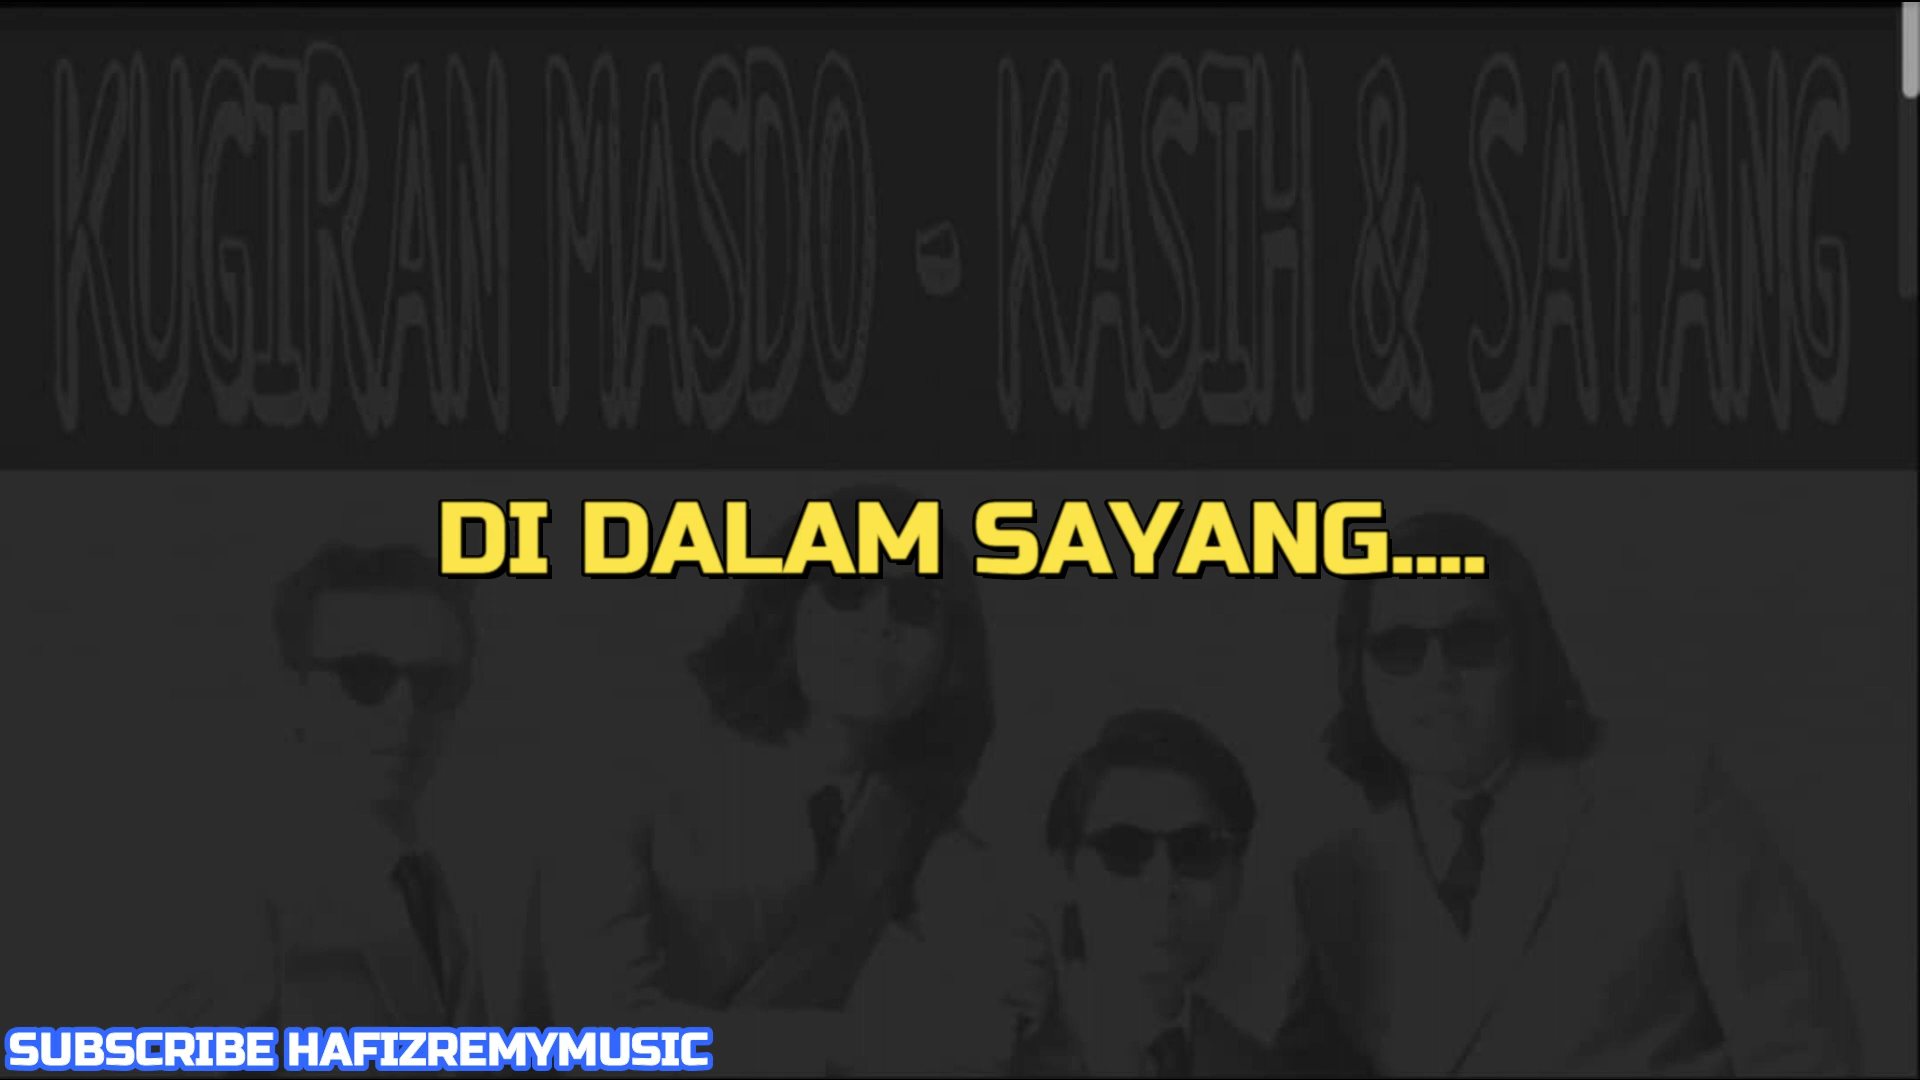 KUGIRAN MASDO - KASIH & SAYANG
DI DALAM SAYANG....
SUBSCRIBE HAFIZREMYMUSIC